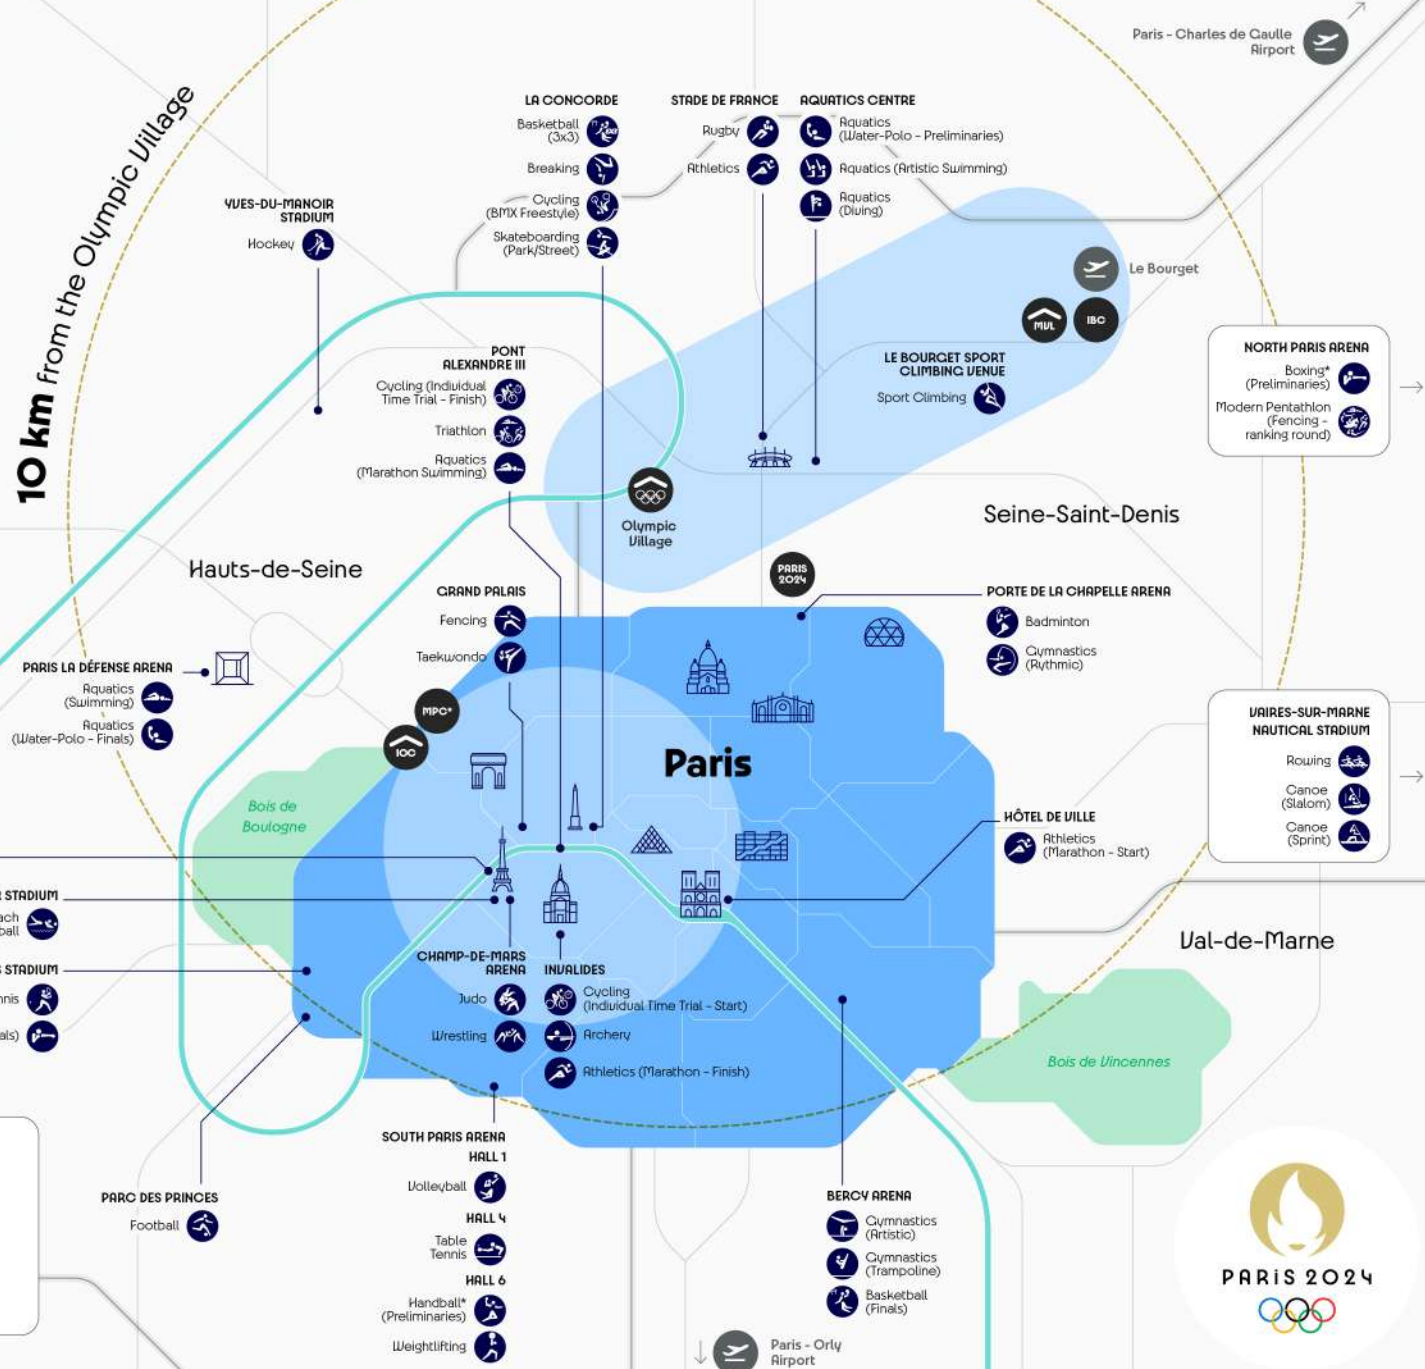 Paris - Charles de Gaulle
Airport
10 km from the Olympic Village
LA CONCORDE
Basketball
(3x3)
Breaking
Cycling
(BMX Freestyle)
Skateboarding
(Park/Street)
STADE DE FRANCE
Rugby
Athletics
AQUATICS CENTRE
Aquatics
(Water-Polo - Preliminaries)
Aquatics (Artistic Swimming)
Aquatics
(Diving)
YVES-DU-MANOIR
STADIUM
Hockey
Le Bourget
MVL
IBC
PONT
ALEXANDRE III
Cycling (Individual
Time Trial - Finish)
Triathlon
Aquatics
(Marathon Swimming)
LE BOURGET SPORT
CLIMBING VENUE
Sport Climbing
NORTH PARIS ARENA
Boxing*
(Preliminaries)
Modern Pentathlon
(Fencing -
ranking round)
Olympic
Village
Seine-Saint-Denis
Hauts-de-Seine
PARIS
2024
GRAND PALAIS
Fencing
Taekwondo
PORTE DE LA CHAPELLE ARENA
Badminton
Gymnastics
(Rythmic)
PARIS LA DÉFENSE ARENA
Aquatics
(Swimming)
Aquatics
(Water-Polo - Finals)
MPC*
IOC
Paris
VAIRES-SUR-MARNE
NAUTICAL STADIUM
Rowing
Canoe
(Slalom)
Canoe
(Sprint)
Bois de
Boulogne
HÔTEL DE VILLE
Athletics
(Marathon - Start)
STADIUM
ach
ball
STADIUM
nnis
als)
Val-de-Marne
CHAMP-DE-MARS
ARENA
Judo
Wrestling
INVALIDES
Cycling
(Individual Time Trial - Start)
Archery
Athletics (Marathon - Finish)
Bois de Vincennes
SOUTH PARIS ARENA
HALL 1
Volleyball
HALL 4
Table
Tennis
HALL 6
Handball*
(Preliminaries)
Weightlifting
PARC DES PRINCES
Football
BERCY ARENA
Gymnastics
(Artistic)
Gymnastics
(Trampoline)
Basketball
(Finals)
Paris - Orly
Airport
PARIS 2024